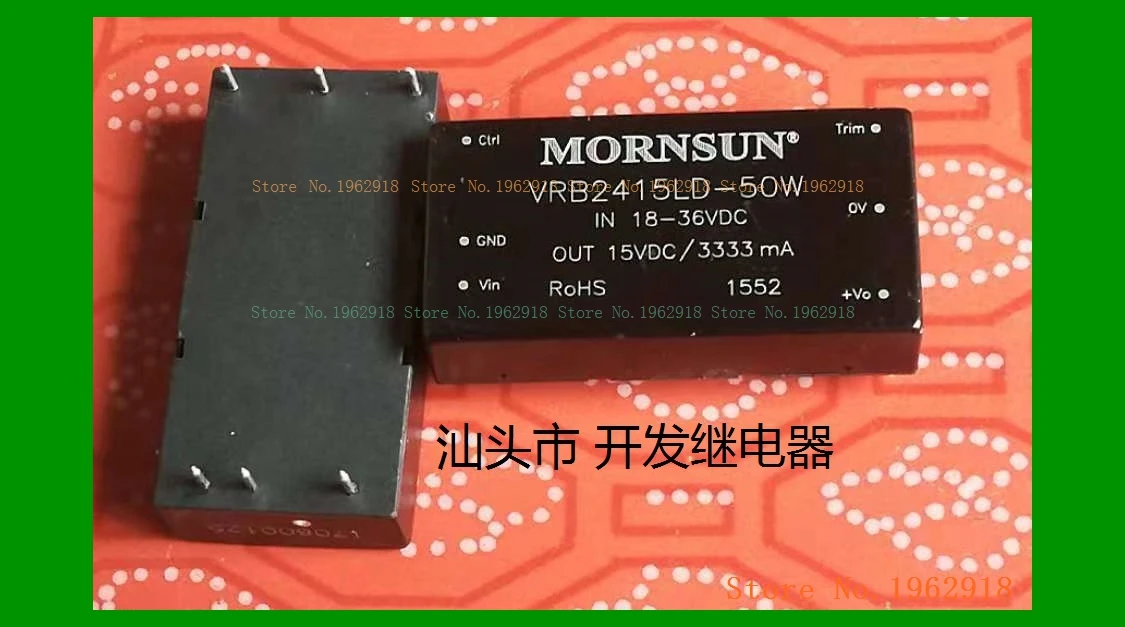 Ctrl
MORNSUN®
Trim
Store No.1962918 Store No.1962918 Store No.1962918 Store No.1962918
VRB2415LD-50W
IN 18-36VDC
0V
GND
OUT 15VDC/3333mA
Vin
RoHS
1552
+Vo
Store No.1962918 Store No.1962918 Store No.1962918 Store No.1962918
汕头市 开发继电器
Store No.1962918